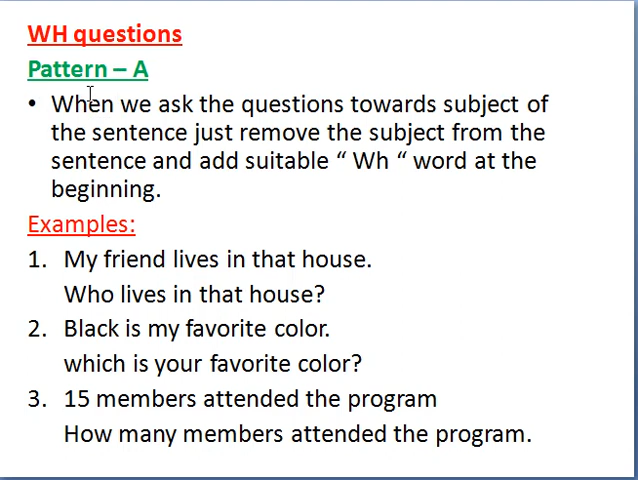 WH questions
Pattern – A
• When we ask the questions towards subject of
the sentence just remove the subject from the
sentence and add suitable “ Wh “ word at the
beginning.
Examples:
1. My friend lives in that house.
Who lives in that house?
2. Black is my favorite color.
which is your favorite color?
3. 15 members attended the program
How many members attended the program.